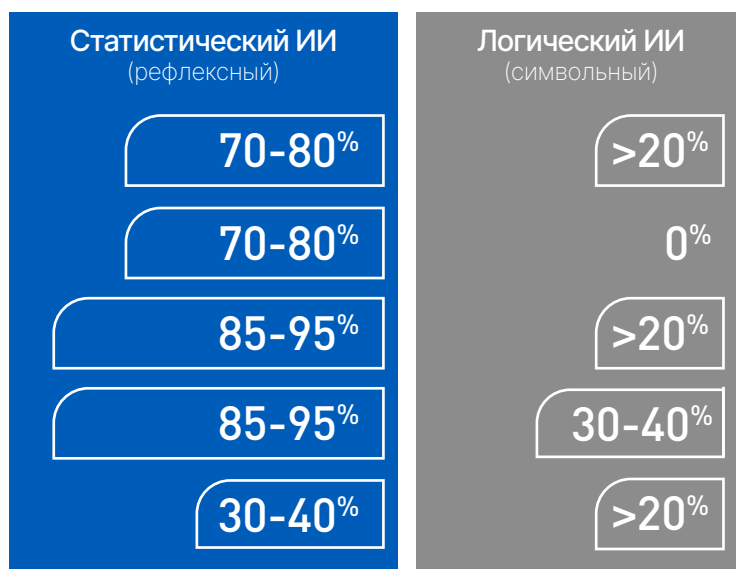 Статистический ИИ
(рефлексный)
70-80%
70-80%
85-95%
85-95%
30-40%
Логический ИИ
(символьный)
>20%
0%
>20%
30-40%
>20%